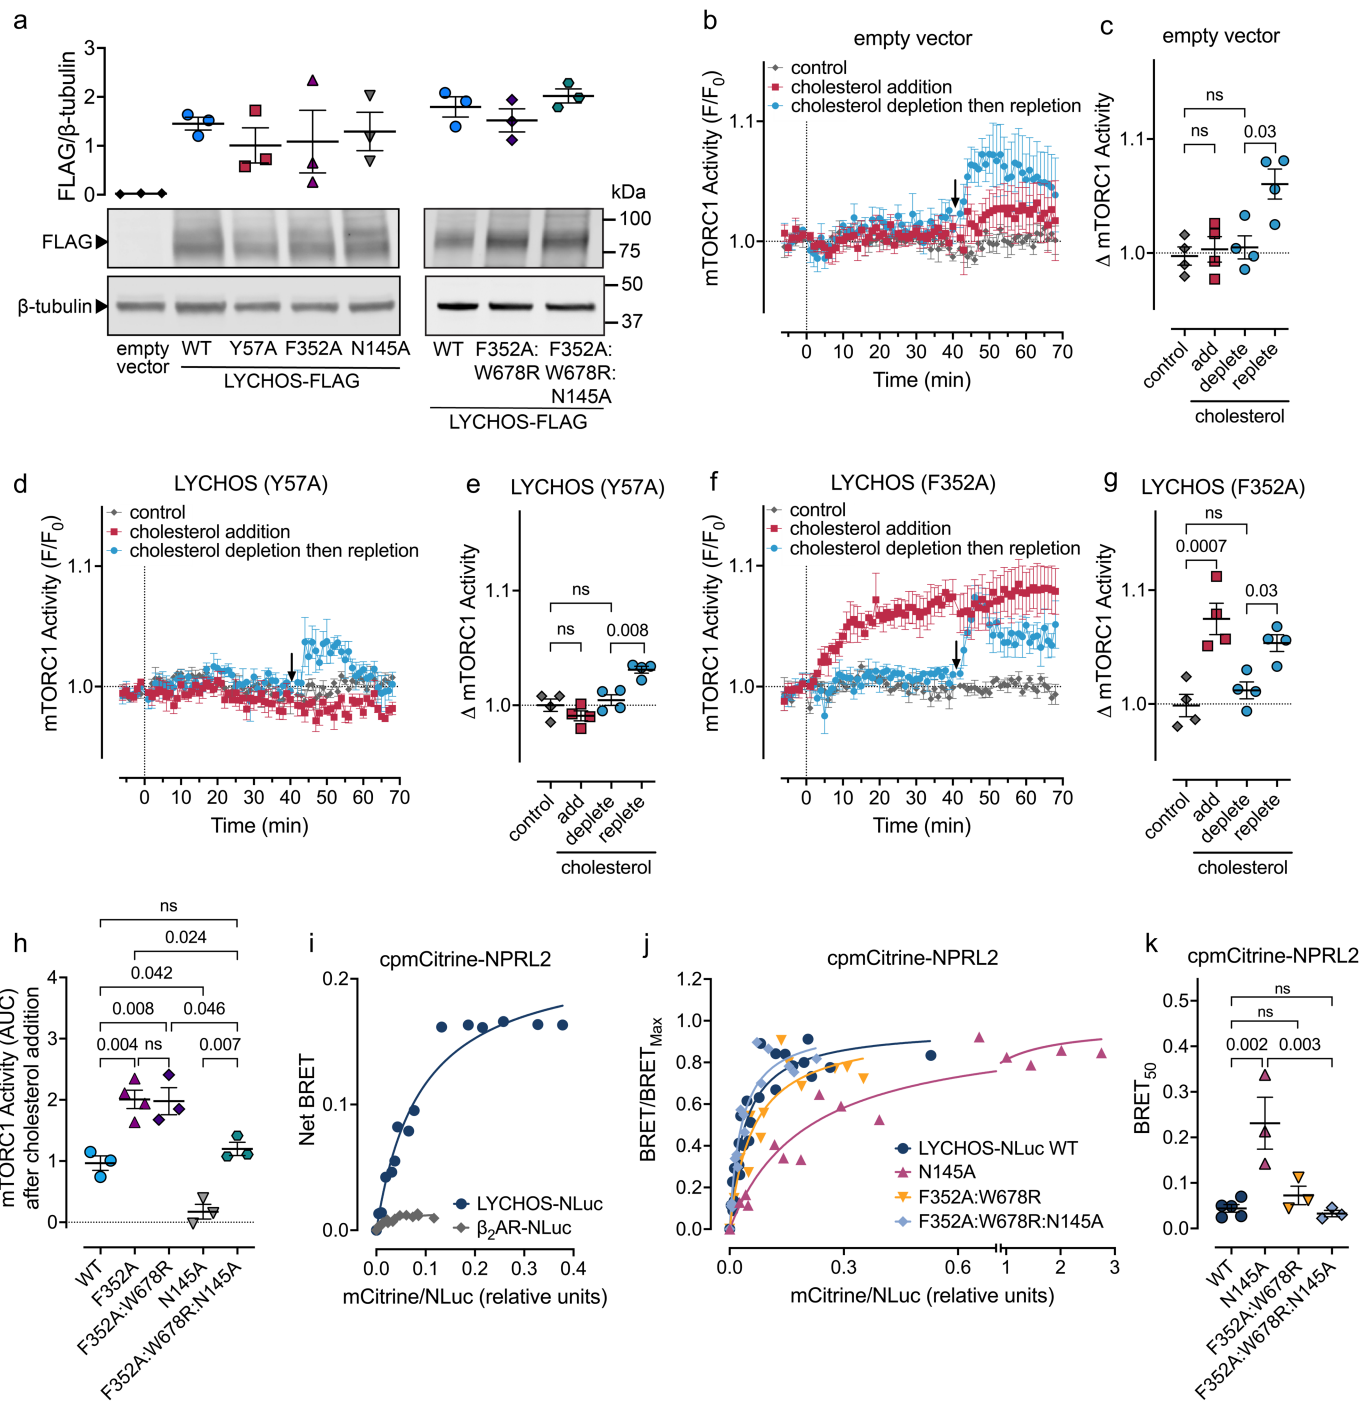 a
FLAG/β-tubulin
3
2
1
0
kDa
FLAG
100
75
β-tubulin
50
37
empty vector
WT
Y57A
F352A
N145A
LYCHOS-FLAG
WT
F352A:
W678R
F352A:
W678R:
N145A
LYCHOS-FLAG
b
empty vector
control
cholesterol addition
cholesterol depletion then repletion
mTORC1 Activity (F/F0)
1.1
1.0
0 10 20 30 40 50 60 70
Time (min)
c
empty vector
Δ mTORC1 Activity
1.1
1.0
ns
ns
0.03
control
add
deplete
replete
cholesterol
d
LYCHOS (Y57A)
control
cholesterol addition
cholesterol depletion then repletion
mTORC1 Activity (F/F0)
1.1
1.0
0 10 20 30 40 50 60 70
Time (min)
e
LYCHOS (Y57A)
Δ mTORC1 Activity
1.1
1.0
ns
ns
0.008
control
add
deplete
replete
cholesterol
f
LYCHOS (F352A)
control
cholesterol addition
cholesterol depletion then repletion
mTORC1 Activity (F/F0)
1.1
1.0
0 10 20 30 40 50 60 70
Time (min)
g
LYCHOS (F352A)
Δ mTORC1 Activity
1.1
1.0
ns
0.0007
0.03
control
add
deplete
replete
cholesterol
h
mTORC1 Activity (AUC)
after cholesterol addition
4
3
2
1
0
ns
0.024
0.042
0.008
0.046
0.004
ns
0.007
WT
F352A
F352A:W678R
N145A
F352A:W678R:N145A
i
cpmCitrine-NPRL2
Net BRET
0.2
0.1
0.0
LYCHOS-NLuc
β2AR-NLuc
0.0 0.1 0.2 0.3 0.4
mCitrine/NLuc (relative units)
j
cpmCitrine-NPRL2
BRET/BRETMax
1.2
1.0
0.8
0.6
0.4
0.2
0.0
LYCHOS-NLuc WT
N145A
F352A:W678R
F352A:W678R:N145A
0.0 0.3 0.6 1 2 3
mCitrine/NLuc (relative units)
k
cpmCitrine-NPRL2
BRET50
0.5
0.4
0.3
0.2
0.1
0.0
ns
ns
0.002
0.003
WT
N145A
F352A:W678R
F352A:W678R:N145A